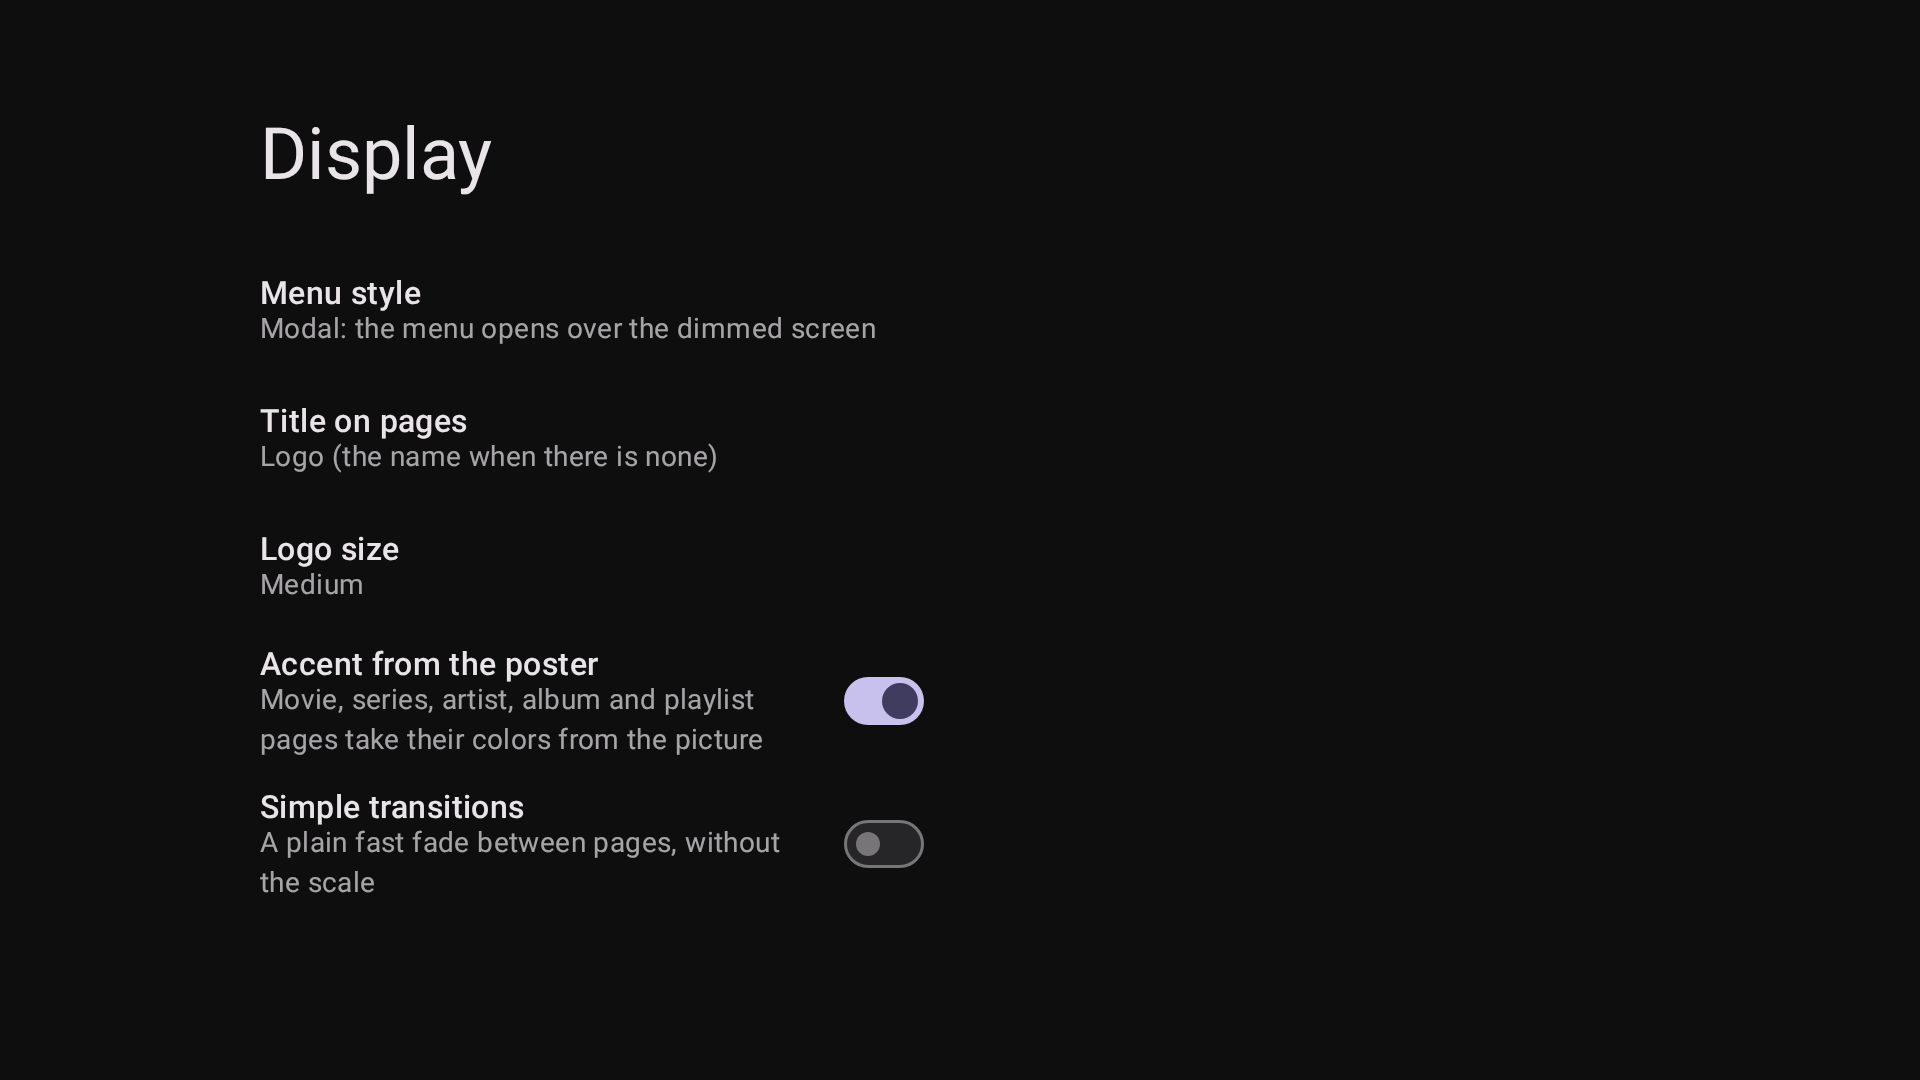 Display
Menu style
Modal: the menu opens over the dimmed screen
Title on pages
Logo (the name when there is none)
Logo size
Medium
Accent from the poster
Movie, series, artist, album and playlist
pages take their colors from the picture
Simple transitions
A plain fast fade between pages, without
the scale